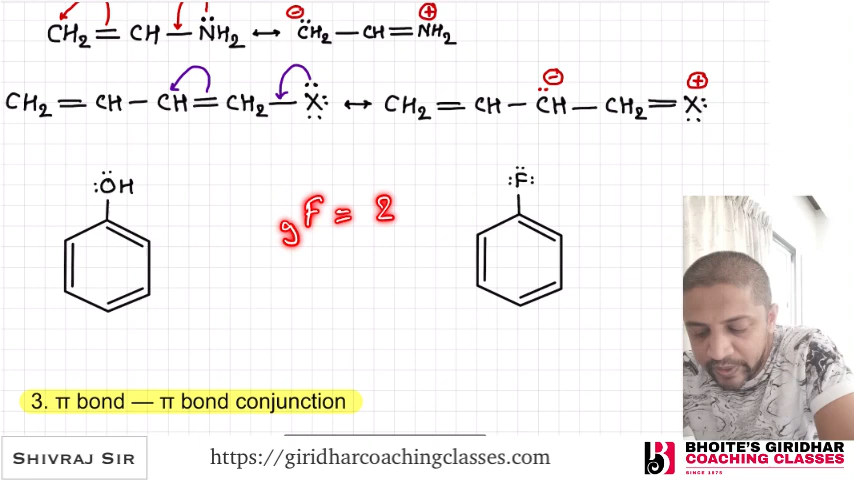 CH₂ = CH — N̈H₂ ↔ C̈H₂ — CH = NH₂
⊖ ⊕
CH₂ = CH — CH = CH₂ — X: ↔ CH₂ = CH — C̈H — CH₂ = X:
⊖ ⊕
:ÖH
₉F = 2
:F̈:
3. π bond — π bond conjunction
SHIVRAJ SIR
https://giridharcoachingclasses.com
BHOITE'S GIRIDHAR
COACHING CLASSES
SINCE 1975